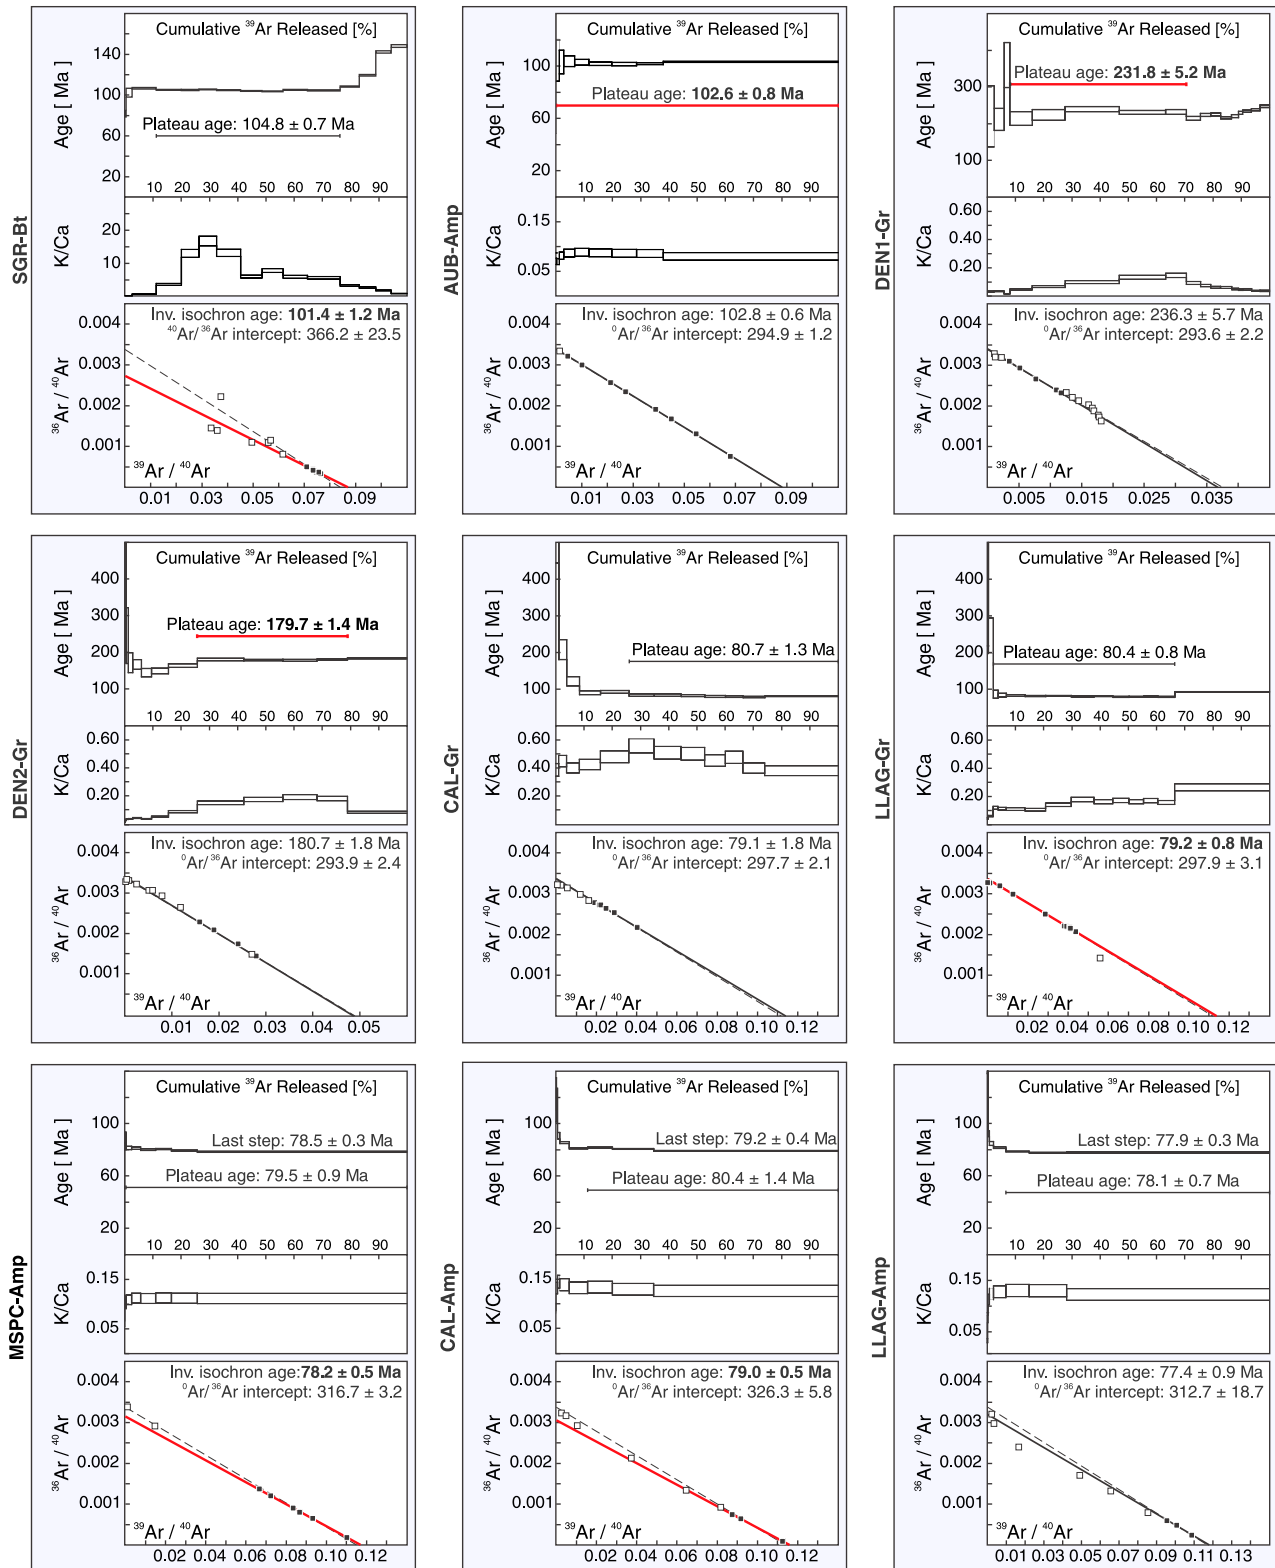 SGR-Bt
Cumulative ³⁹Ar Released [%]
Age [ Ma]
140
100
60
20
Plateau age: 104.8 ± 0.7 Ma
10 20 30 40 50 60 70 80 90
K/Ca
20
10
Inv. isochron age: 101.4 ± 1.2 Ma
⁴⁰Ar/³⁶Ar intercept: 366.2 ± 23.5
³⁶Ar / ⁴⁰Ar
0.004
0.003
0.002
0.001
³⁹Ar / ⁴⁰Ar
0.01 0.03 0.05 0.07 0.09
AUB-Amp
Cumulative ³⁹Ar Released [%]
Age [ Ma]
100
60
20
Plateau age: 102.6 ± 0.8 Ma
10 20 30 40 50 60 70 80 90
K/Ca
0.15
0.05
Inv. isochron age: 102.8 ± 0.6 Ma
⁰Ar/³⁶Ar intercept: 294.9 ± 1.2
³⁶Ar / ⁴⁰Ar
0.004
0.003
0.002
0.001
³⁹Ar / ⁴⁰Ar
0.01 0.03 0.05 0.07 0.09
DEN1-Gr
Cumulative ³⁹Ar Released [%]
Age [ Ma]
300
100
Plateau age: 231.8 ± 5.2 Ma
10 20 30 40 50 60 70 80 90
K/Ca
0.60
0.40
0.20
Inv. isochron age: 236.3 ± 5.7 Ma
⁰Ar/³⁶Ar intercept: 293.6 ± 2.2
³⁶Ar / ⁴⁰Ar
0.004
0.003
0.002
0.001
³⁹Ar / ⁴⁰Ar
0.005 0.015 0.025 0.035
DEN2-Gr
Cumulative ³⁹Ar Released [%]
Age [ Ma]
400
300
200
100
Plateau age: 179.7 ± 1.4 Ma
10 20 30 40 50 60 70 80 90
K/Ca
0.60
0.40
0.20
Inv. isochron age: 180.7 ± 1.8 Ma
⁰Ar/³⁶Ar intercept: 293.9 ± 2.4
³⁶Ar / ⁴⁰Ar
0.004
0.003
0.002
0.001
³⁹Ar / ⁴⁰Ar
0.01 0.02 0.03 0.04 0.05
CAL-Gr
Cumulative ³⁹Ar Released [%]
Age [ Ma]
400
300
200
100
Plateau age: 80.7 ± 1.3 Ma
10 20 30 40 50 60 70 80 90
K/Ca
0.60
0.40
0.20
Inv. isochron age: 79.1 ± 1.8 Ma
⁰Ar/³⁶Ar intercept: 297.7 ± 2.1
³⁶Ar / ⁴⁰Ar
0.004
0.003
0.002
0.001
³⁹Ar / ⁴⁰Ar
0.02 0.04 0.06 0.08 0.10 0.12
LLAG-Gr
Cumulative ³⁹Ar Released [%]
Age [ Ma]
400
300
200
100
Plateau age: 80.4 ± 0.8 Ma
10 20 30 40 50 60 70 80 90
K/Ca
0.60
0.40
0.20
Inv. isochron age: 79.2 ± 0.8 Ma
⁰Ar/³⁶Ar intercept: 297.9 ± 3.1
³⁶Ar / ⁴⁰Ar
0.004
0.003
0.002
0.001
³⁹Ar / ⁴⁰Ar
0.02 0.04 0.06 0.08 0.10 0.12
MSPC-Amp
Cumulative ³⁹Ar Released [%]
Age [ Ma]
100
60
20
Last step: 78.5 ± 0.3 Ma
Plateau age: 79.5 ± 0.9 Ma
10 20 30 40 50 60 70 80 90
K/Ca
0.15
0.05
Inv. isochron age:78.2 ± 0.5 Ma
⁰Ar/³⁶Ar intercept: 316.7 ± 3.2
³⁶Ar / ⁴⁰Ar
0.004
0.003
0.002
0.001
³⁹Ar / ⁴⁰Ar
0.02 0.04 0.06 0.08 0.10 0.12
CAL-Amp
Cumulative ³⁹Ar Released [%]
Age [ Ma]
100
60
20
Last step: 79.2 ± 0.4 Ma
Plateau age: 80.4 ± 1.4 Ma
10 20 30 40 50 60 70 80 90
K/Ca
0.15
0.05
Inv. isochron age: 79.0 ± 0.5 Ma
⁰Ar/³⁶Ar intercept: 326.3 ± 5.8
³⁶Ar / ⁴⁰Ar
0.004
0.003
0.002
0.001
³⁹Ar / ⁴⁰Ar
0.02 0.04 0.06 0.08 0.10 0.12
LLAG-Amp
Cumulative ³⁹Ar Released [%]
Age [ Ma]
100
60
20
Last step: 77.9 ± 0.3 Ma
Plateau age: 78.1 ± 0.7 Ma
10 20 30 40 50 60 70 80 90
K/Ca
0.15
0.05
Inv. isochron age: 77.4 ± 0.9 Ma
⁰Ar/³⁶Ar intercept: 312.7 ± 18.7
³⁶Ar / ⁴⁰Ar
0.004
0.003
0.002
0.001
³⁹Ar / ⁴⁰Ar
0.01 0.03 0.05 0.07 0.09 0.11 0.13